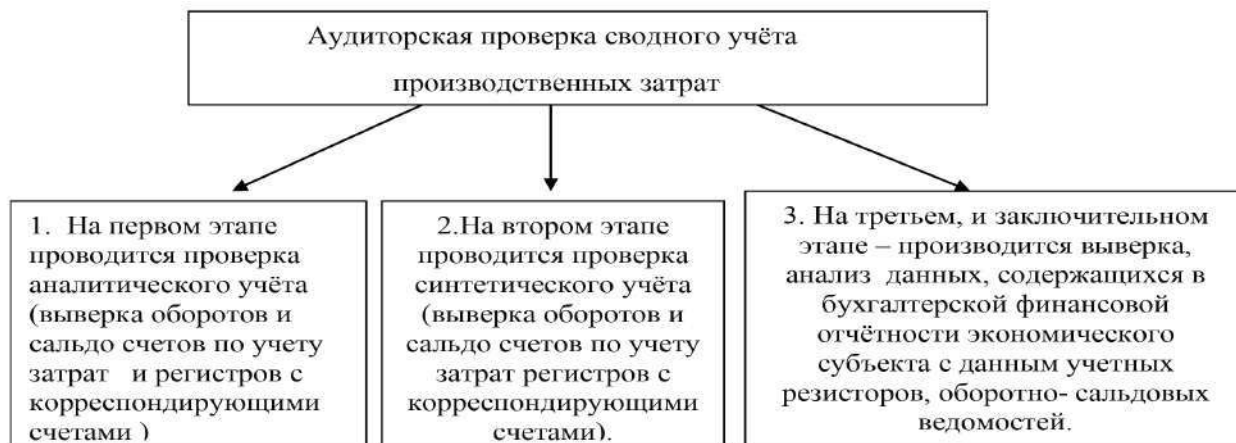 Аудиторская проверка сводного учёта
производственных затрат
1. На первом этапе
проводится проверка
аналитического учёта
(выверка оборотов и
сальдо счетов по учету
затрат и регистров с
корреспондирующими
счетами )
2.На втором этапе
проводится проверка
синтетического учёта
(выверка оборотов и
сальдо счетов по учету
затрат регистров с
корреспондирующими
счетами).
3. На третьем, и заключительном
этапе – производится выверка,
анализ данных, содержащихся в
бухгалтерской финансовой
отчётности экономического
субъекта с данным учетных
резисторов, оборотно- сальдовых
ведомостей.